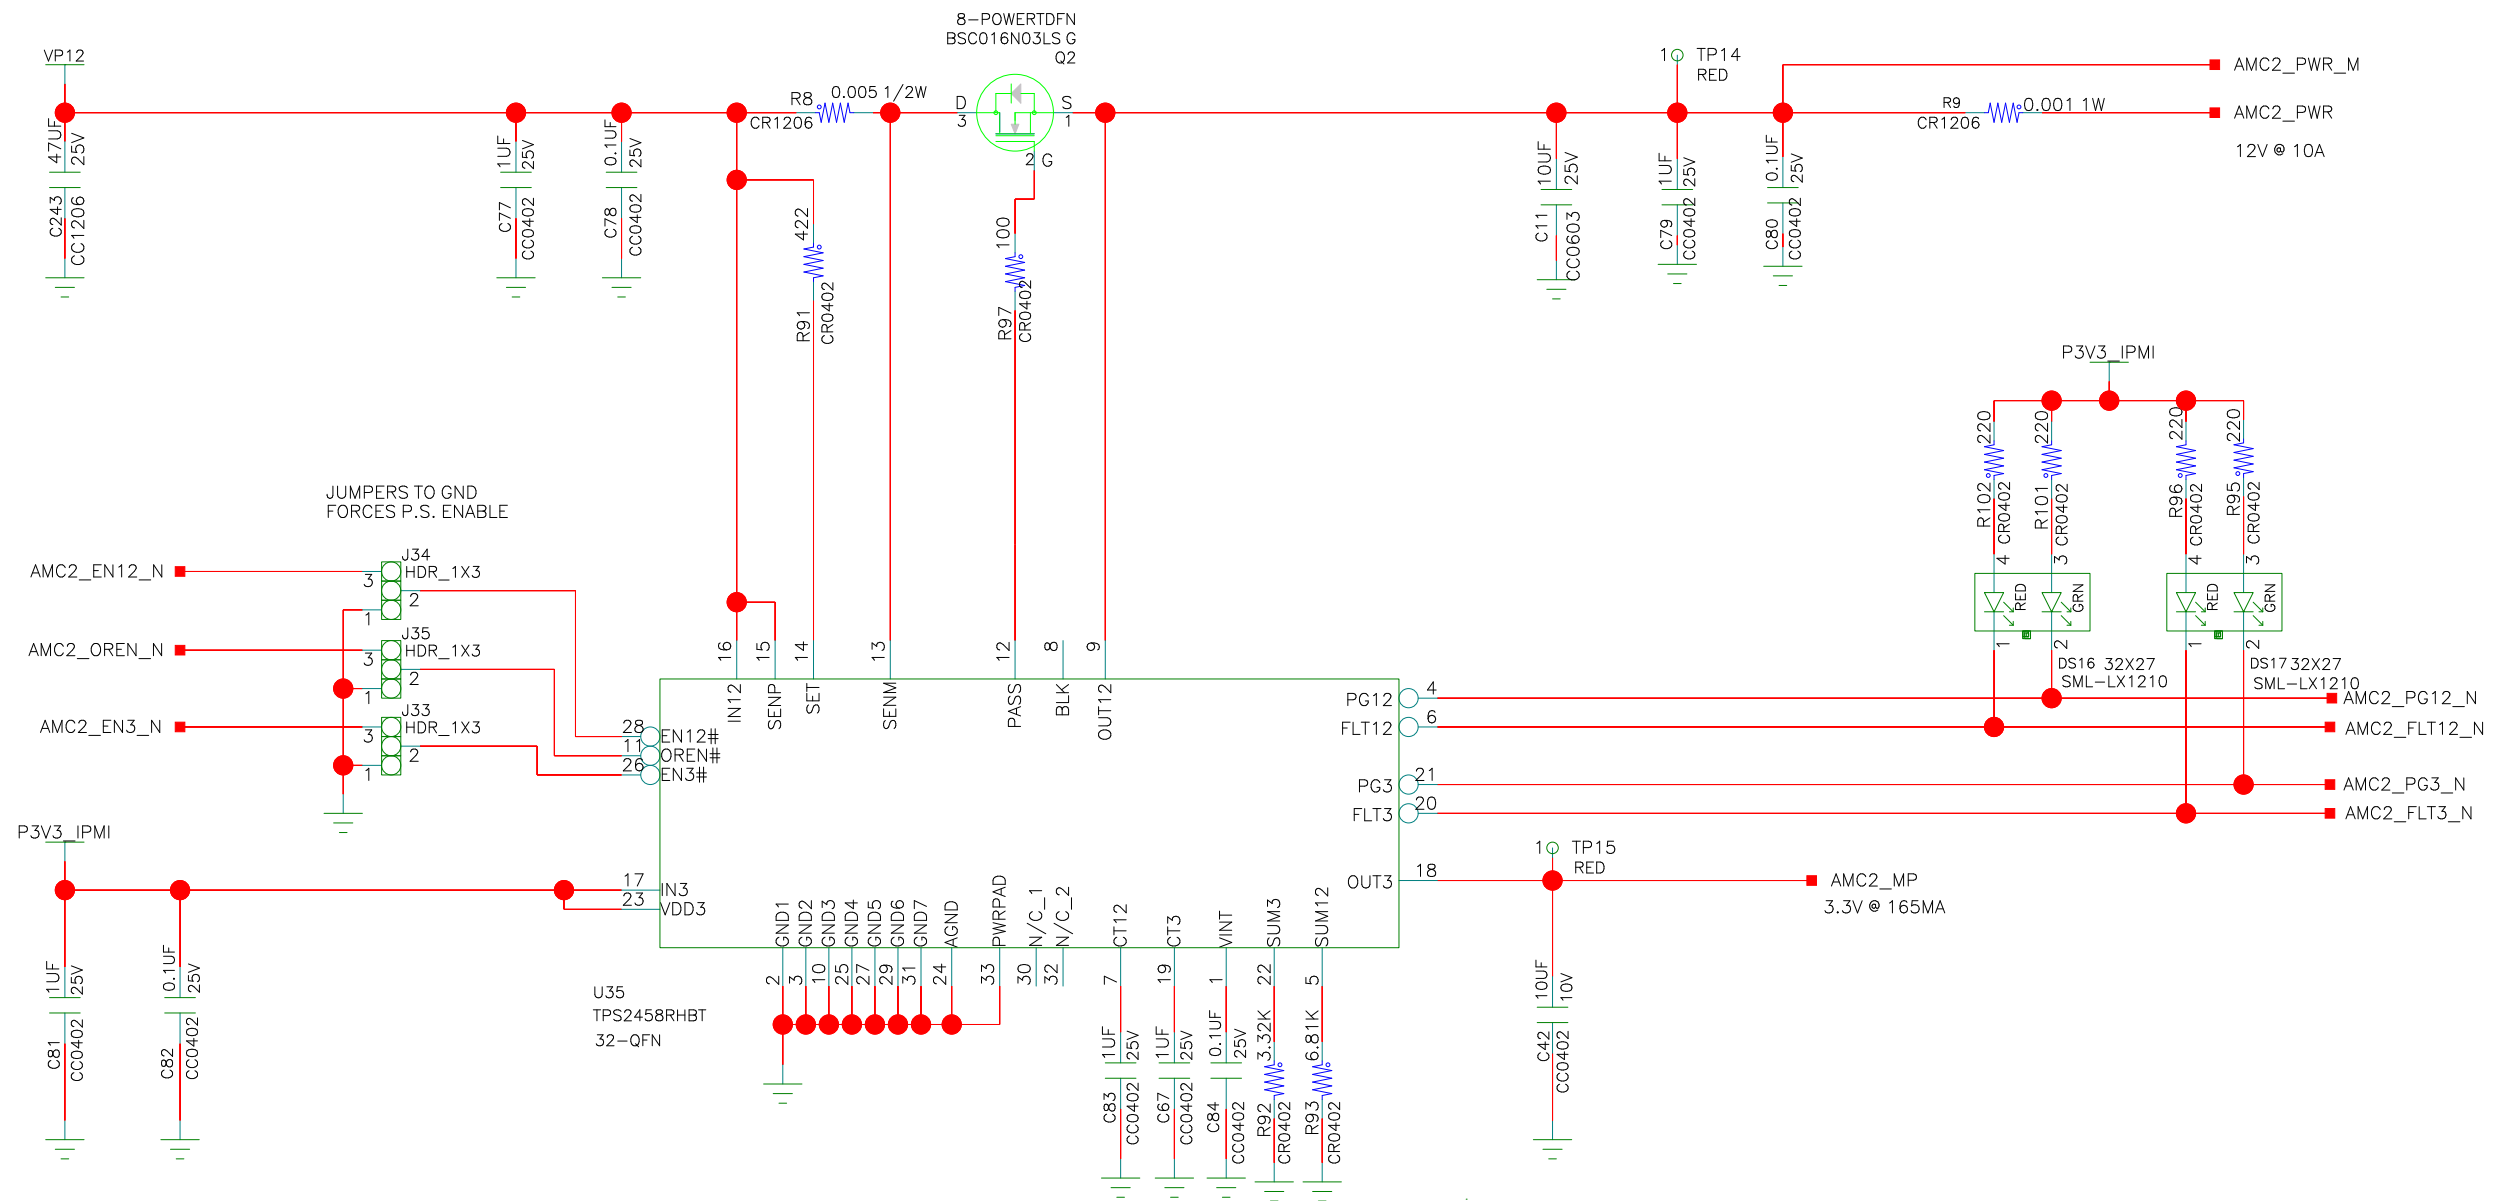 8-POWERTDFN
BSC016N03LS G
Q2
VP12
47UF
25V
C243
CC1206
1UF
25V
C77
CC0402
0.1UF
25V
C78
CC0402
R8
0.005 1/2W
CR1206
D
3
S
1
2 G
422
R91
CR0402
100
R97
CR0402
1 TP14
RED
10UF
25V
C11
CC0603
1UF
25V
C79
CC0402
0.1UF
25V
C80
CC0402
R9
0.001 1W
CR1206
AMC2_PWR_M
AMC2_PWR
12V @ 10A
P3V3_IPMI
220
R102
CR0402
220
R101
CR0402
220
R96
CR0402
220
R95
CR0402
4
3
4
3
RED
GRN
RED
GRN
1
2
1
2
DS16 32X27
SML-LX1210
DS17 32X27
SML-LX1210
JUMPERS TO GND
FORCES P.S. ENABLE
AMC2_EN12_N
J34
HDR_1X3
3
2
1
AMC2_OREN_N
J35
HDR_1X3
3
2
1
AMC2_EN3_N
J33
HDR_1X3
3
2
1
16
15
14
13
12
8
9
IN12
SENP
SET
SENM
PASS
BLK
OUT12
28
EN12#
11
OREN#
26
EN3#
PG12
4
AMC2_PG12_N
FLT12
6
AMC2_FLT12_N
PG3
21
AMC2_PG3_N
FLT3
20
AMC2_FLT3_N
OUT3
18
1 TP15
RED
AMC2_MP
3.3V @ 165MA
P3V3_IPMI
17
IN3
23
VDD3
GND1
GND2
GND3
GND4
GND5
GND6
GND7
AGND
PWRPAD
N/C_1
N/C_2
CT12
CT3
VINT
SUM3
SUM12
2
3
10
25
27
29
31
24
33
30
32
7
19
1
22
5
U35
TPS2458RHBT
32-QFN
1UF
25V
C81
CC0402
0.1UF
25V
C82
CC0402
1UF
25V
C83
CC0402
1UF
25V
C67
CC0402
0.1UF
25V
C84
CC0402
3.32K
R92
CR0402
6.81K
R93
CR0402
10UF
10V
C42
CC0402